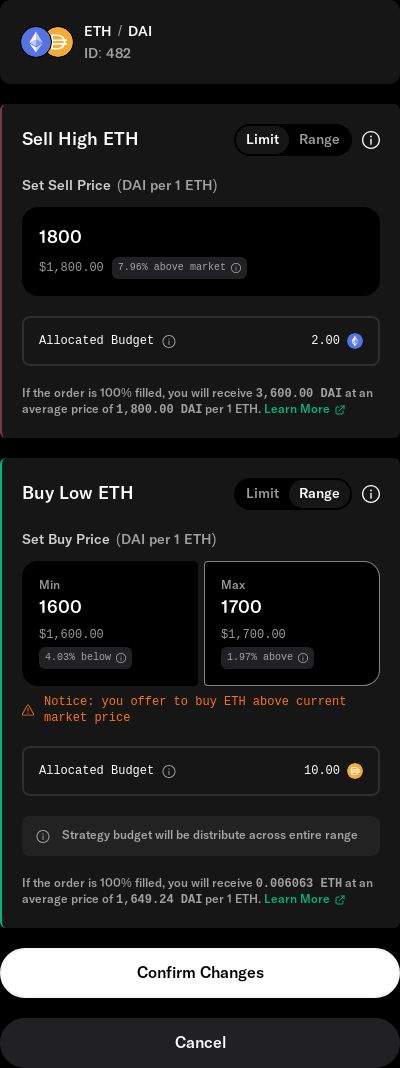 ETH / DAI
ID: 482
Sell High ETH
Limit Range
Set Sell Price (DAI per 1 ETH)
1800
$1,800.00 7.96% above market
Allocated Budget 2.00
If the order is 100% filled, you will receive 3,600.00 DAI at an
average price of 1,800.00 DAI per 1 ETH. Learn More
Buy Low ETH
Limit Range
Set Buy Price (DAI per 1 ETH)
Min
1600
$1,600.00
4.03% below
Max
1700
$1,700.00
1.97% above
Notice: you offer to buy ETH above current
market price
Allocated Budget 10.00
Strategy budget will be distribute across entire range
If the order is 100% filled, you will receive 0.006063 ETH at an
average price of 1,649.24 DAI per 1 ETH. Learn More
Confirm Changes
Cancel